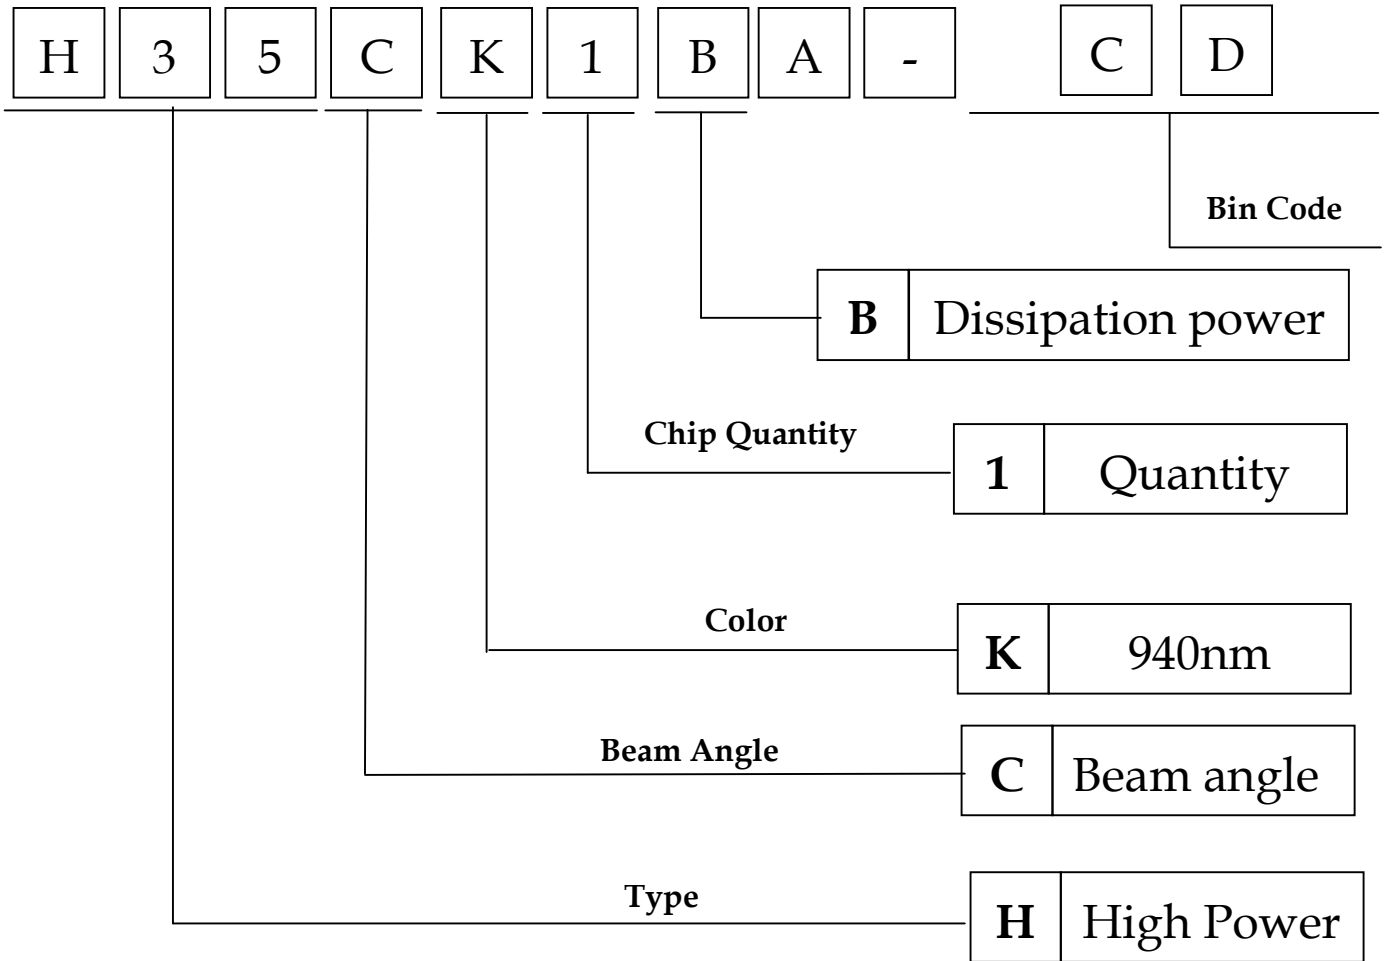 H 3 5 C K 1 B A - C D
Bin Code
B Dissipation power
Chip Quantity
1 Quantity
Color
K 940nm
Beam Angle
C Beam angle
Type
H High Power